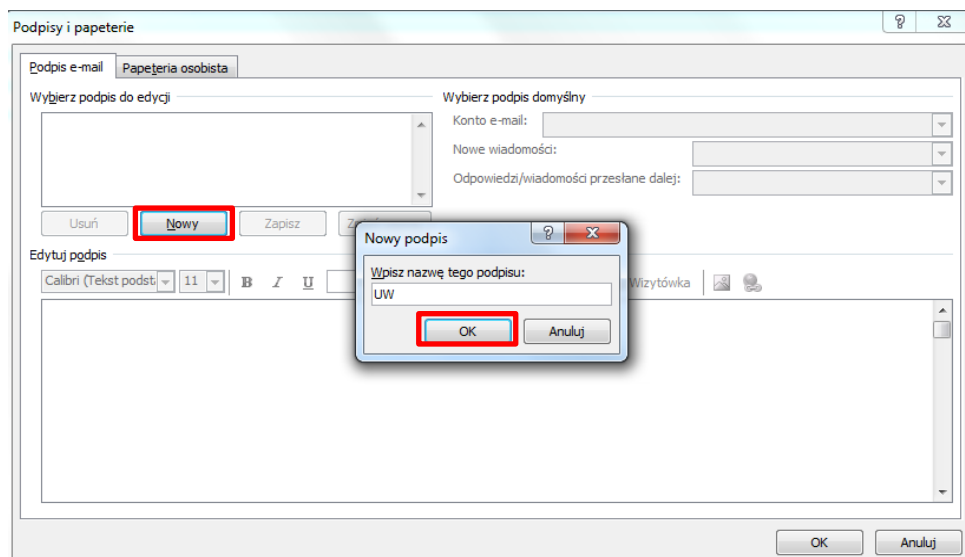 Podpisy i papeterie
Podpis e-mail Papeteria osobista
Wybierz podpis do edycji
Wybierz podpis domyślny
Konto e-mail:
Nowe wiadomości:
Odpowiedzi/wiadomości przesłane dalej:
Usuń Nowy Zapisz
Edytuj podpis
Calibri (Tekst podst 11 B I U
Wizytówka
Nowy podpis
Wpisz nazwę tego podpisu:
UW
OK Anuluj
OK Anuluj